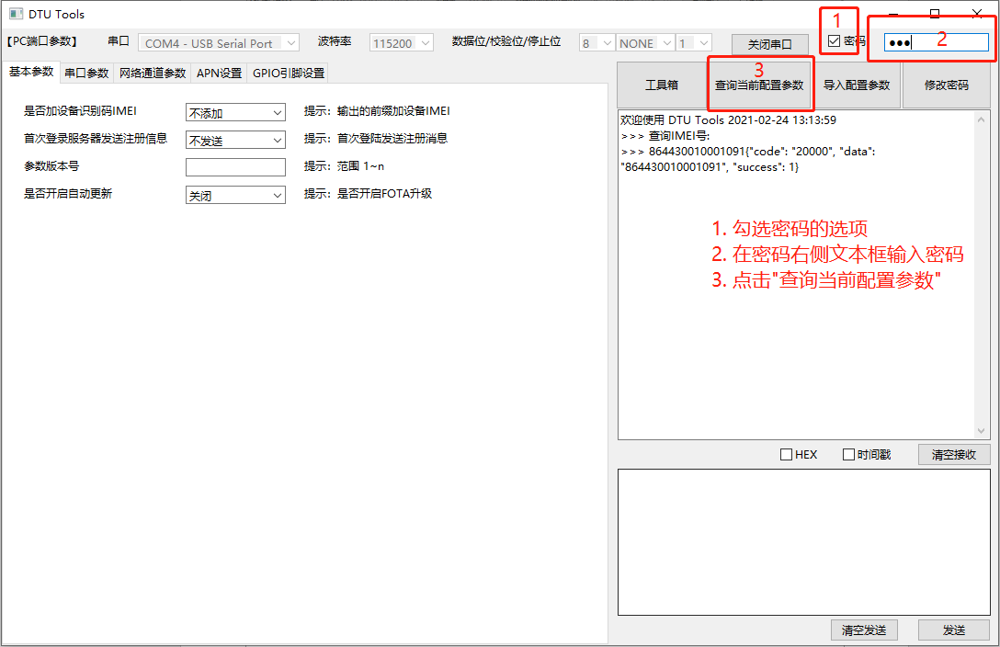 DTU Tools
1
【PC端口参数】 串口 COM4 - USB Serial Port 波特率 115200 数据位/校验位/停止位 8 NONE 1 关闭串口 密码 ●●● 2
基本参数 串口参数 网络通道参数 APN设置 GPIO引脚设置
3
工具箱 查询当前配置参数 导入配置参数 修改密码
是否加设备识别码IMEI 不添加 提示：输出的前缀加设备IMEI
首次登录服务器发送注册信息 不发送 提示：首次登陆发送注册消息
参数版本号 提示：范围 1~n
是否开启自动更新 关闭 提示：是否开启FOTA升级
欢迎使用 DTU Tools 2021-02-24 13:13:59
>>> 查询IMEI号:
>>> 864430010001091{"code": "20000", "data":
"864430010001091", "success": 1}
1. 勾选密码的选项
2. 在密码右侧文本框输入密码
3. 点击"查询当前配置参数"
HEX 时间戳 清空接收
清空发送 发送